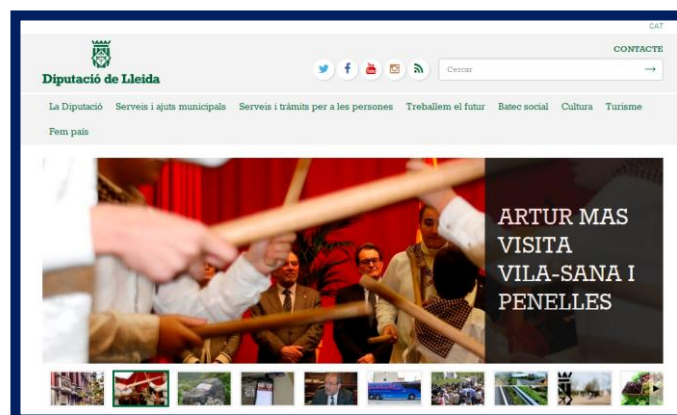 CAT
CONTACTE
Diputació de Lleida
Cercar
La Diputació Serveis i ajuts municipals Serveis i tràmits per a les persones Treballem el futur Batec social Cultura Turisme
Fem país
ARTUR MAS
VISITA
VILA-SANA I
PENELLES